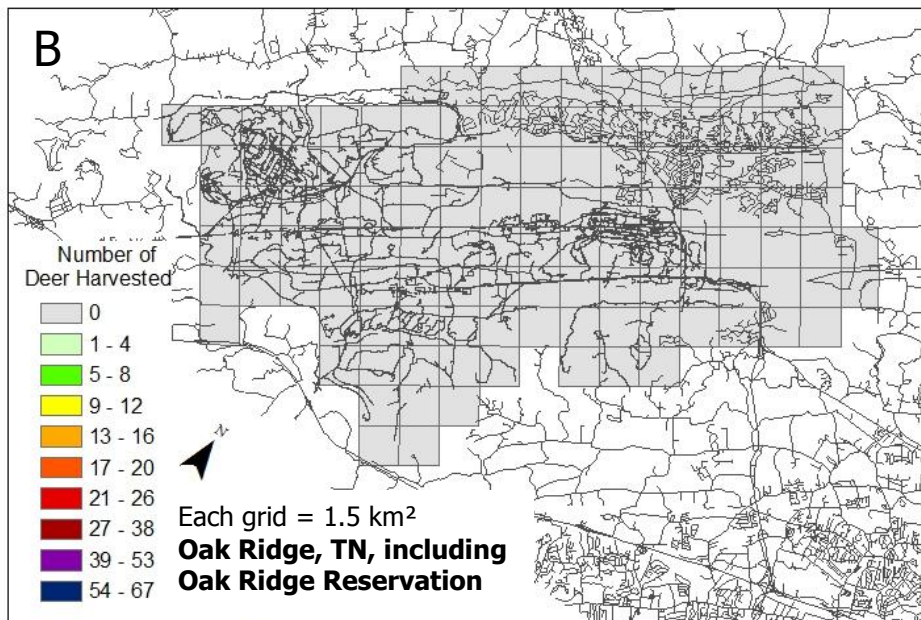 B
Number of
Deer Harvested
0
1 - 4
5 - 8
9 - 12
13 - 16
17 - 20
21 - 26
27 - 38
39 - 53
54 - 67
N
Each grid = 1.5 km²
Oak Ridge, TN, including
Oak Ridge Reservation